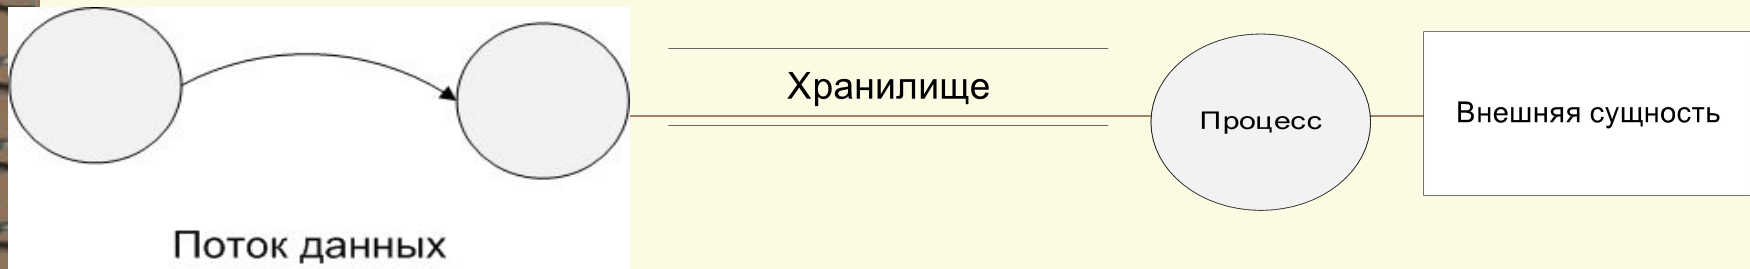 Поток данных
Хранилище
Процесс
Внешняя сущность